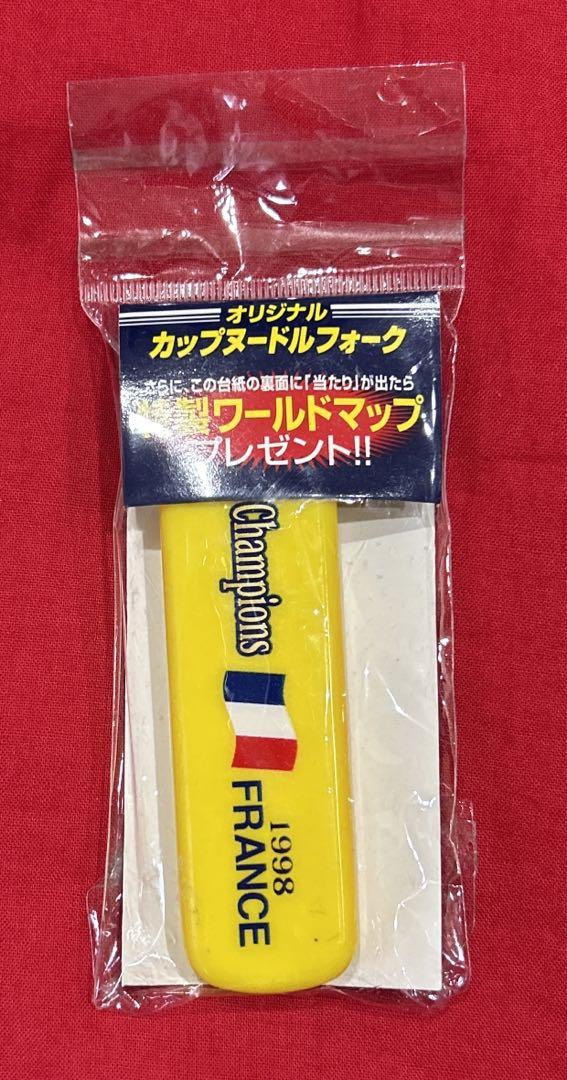 オリジナル
カップヌードルフォーク
さらに、この台紙の裏面に「当たり」が出たら
特製ワールドマップ
プレゼント!!
Champions
1998
FRANCE